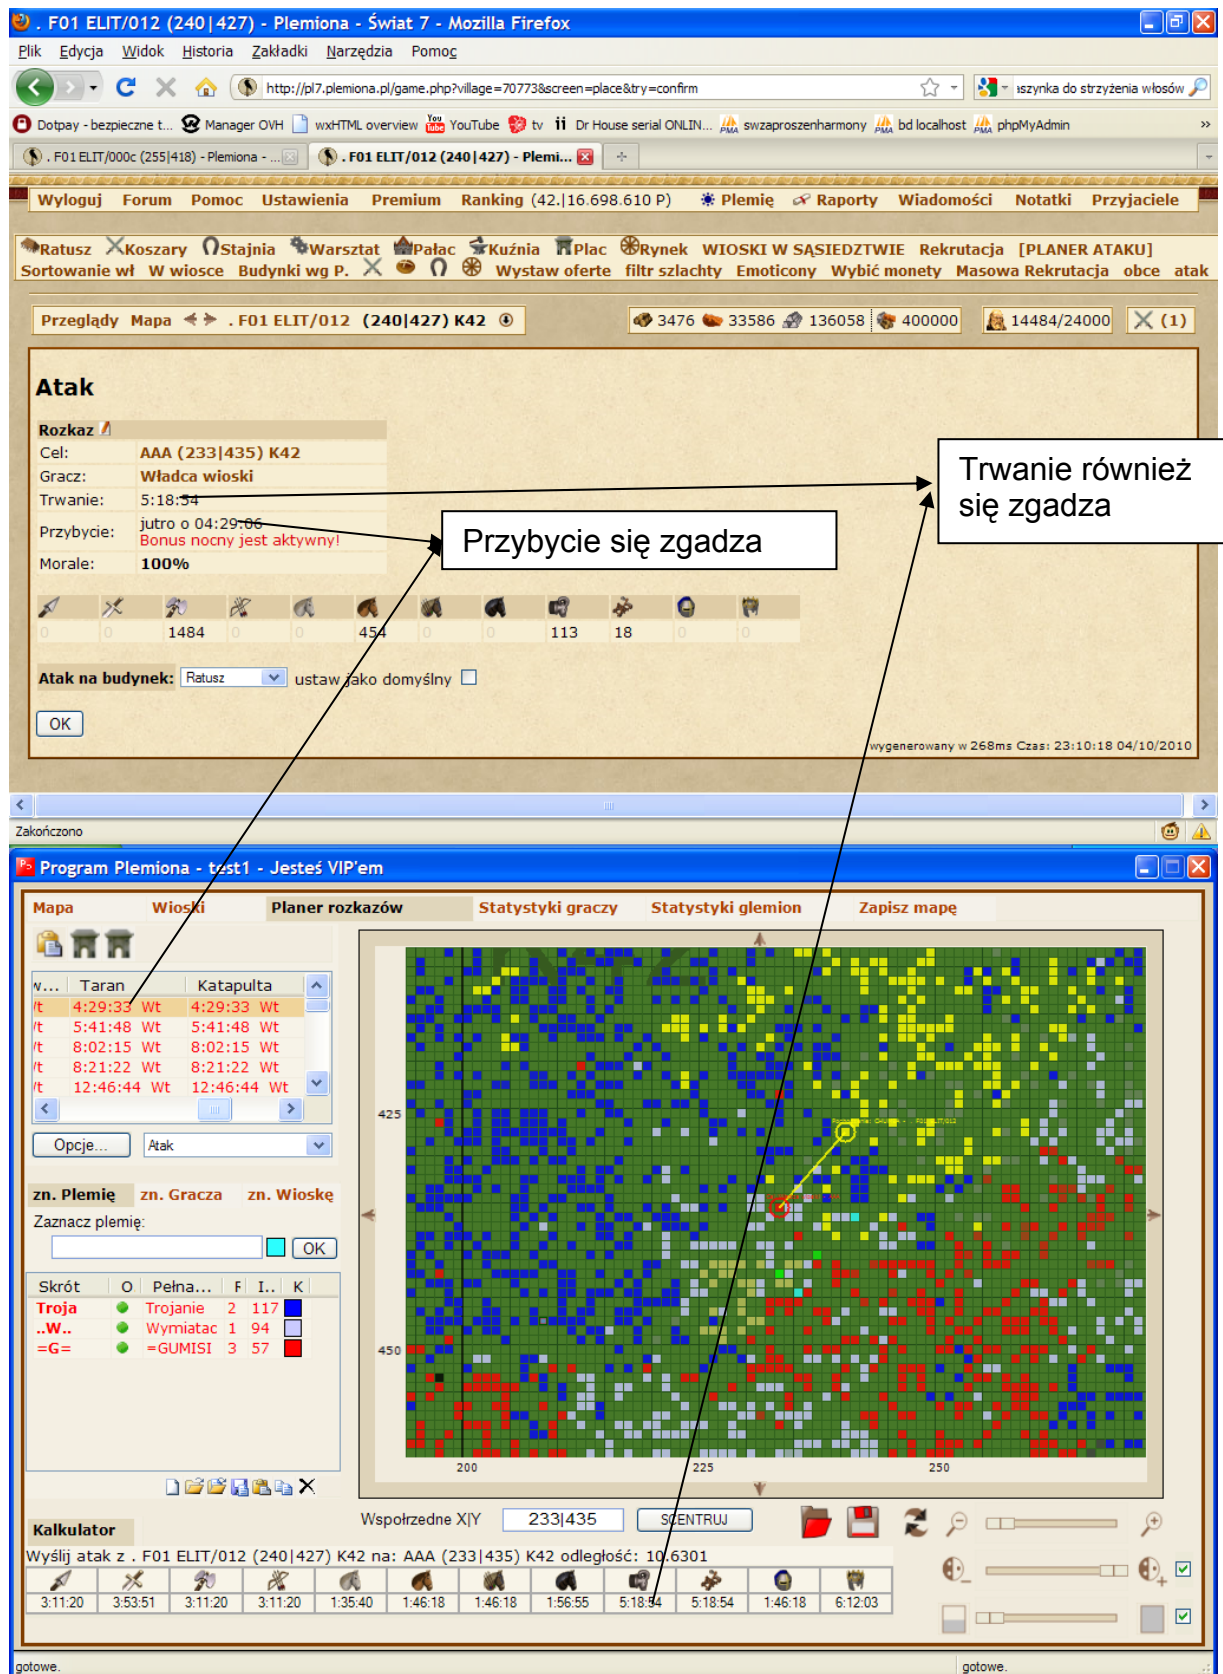 . F01 ELIT/012 (240|427) - Plemiona - Świat 7 - Mozilla Firefox
Plik Edycja Widok Historia Zakładki Narzędzia Pomoc
http://pl7.plemiona.pl/game.php?village=70773&screen=place&try=confirm
aszynka do strzyżenia włosów
Dotpay - bezpieczne t... Manager OVH wxHTML overview YouTube tv Dr House serial ONLIN... swzaproszenharmony bd localhost phpMyAdmin »
. F01 ELIT/000c (255|418) - Plemiona - ... . F01 ELIT/012 (240|427) - Plemi...
Wyloguj Forum Pomoc Ustawienia Premium Ranking (42.|16.698.610 P) Plemię Raporty Wiadomości Notatki Przyjaciele
Ratusz Koszary Stajnia Warsztat Pałac Kuźnia Plac Rynek WIOSKI W SĄSIEDZTWIE Rekrutacja [PLANER ATAKU]
Sortowanie wł W wiosce Budynki wg P. Wystaw oferte filtr szlachty Emoticony Wybić monety Masowa Rekrutacja obce atak
Przeglądy Mapa . F01 ELIT/012 (240|427) K42 3476 33586 136058 400000 14484/24000 (1)
Atak
Rozkaz
Cel: AAA (233|435) K42
Gracz: Władca wioski
Trwanie: 5:18:54
Przybycie: jutro o 04:29:06
Bonus nocny jest aktywny!
Morale: 100%
Trwanie również
się zgadza
Przybycie się zgadza
0 0 1484 0 0 454 0 0 113 18 0 0
Atak na budynek: Ratusz ustaw jako domyślny
OK
wygenerowany w 268ms Czas: 23:10:18 04/10/2010
Zakończono
Program Plemiona - test1 - Jesteś VIP'em
Mapa Wioski Planer rozkazów Statystyki graczy Statystyki glemion Zapisz mapę
w... Taran Katapulta
/t 4:29:33 Wt 4:29:33 Wt
/t 5:41:48 Wt 5:41:48 Wt
/t 8:02:15 Wt 8:02:15 Wt
/t 8:21:22 Wt 8:21:22 Wt
/t 12:46:44 Wt 12:46:44 Wt
Opcje... Atak
zn. Plemię zn. Gracza zn. Wioskę
Zaznacz plemię:
OK
Skrót O Pełna... F I.. K
Troja Trojanie 2 117
..W.. Wymiatac 1 94
=G= =GUMISI 3 57
425
450
200 225 250
Wspołrzedne X|Y 233|435 SCENTRUJ
Kalkulator
Wyślij atak z . F01 ELIT/012 (240|427) K42 na: AAA (233|435) K42 odległość: 10.6301
3:11:20 3:53:51 3:11:20 3:11:20 1:35:40 1:46:18 1:46:18 1:56:55 5:18:54 5:18:54 1:46:18 6:12:03
gotowe. gotowe.